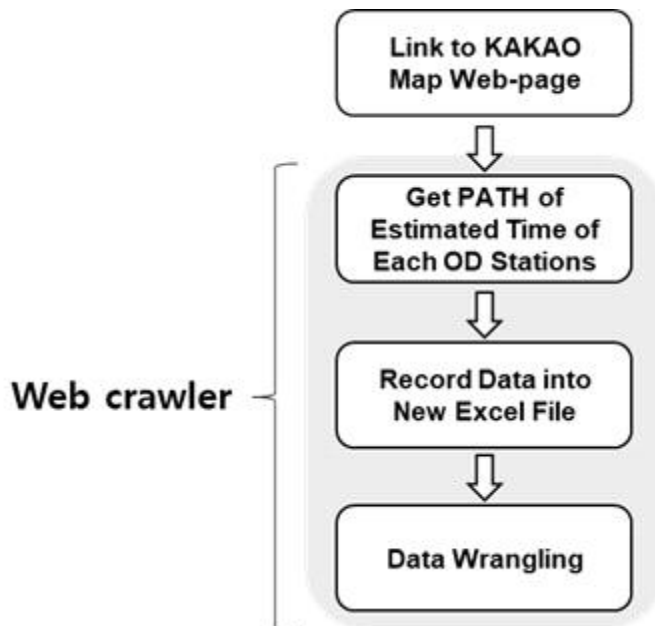 Link to KAKAO
Map Web-page
Get PATH of
Estimated Time of
Each OD Stations
Web crawler
Record Data into
New Excel File
Data Wrangling